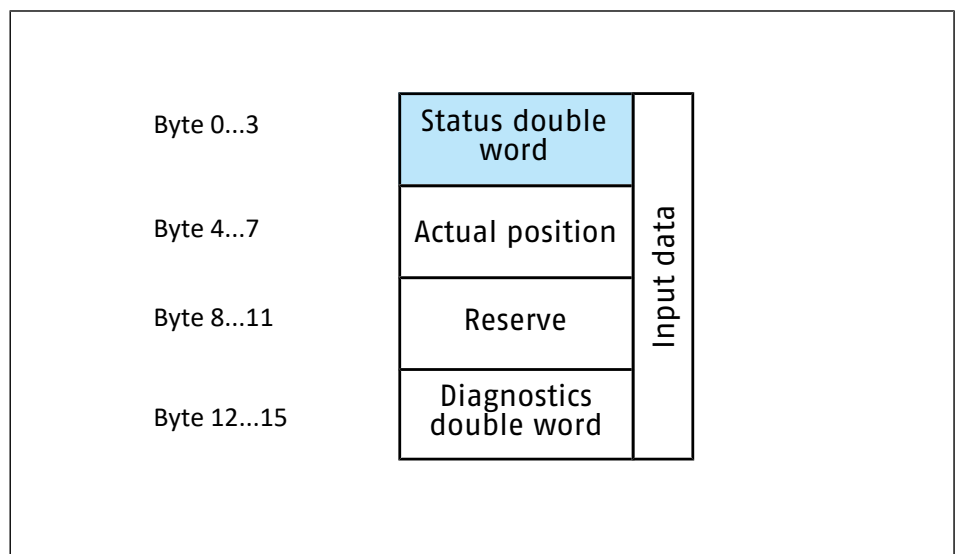 Byte 0...3
Status double
word
Byte 4...7
Actual position
Byte 8...11
Reserve
Byte 12...15
Diagnostics
double word
Input data